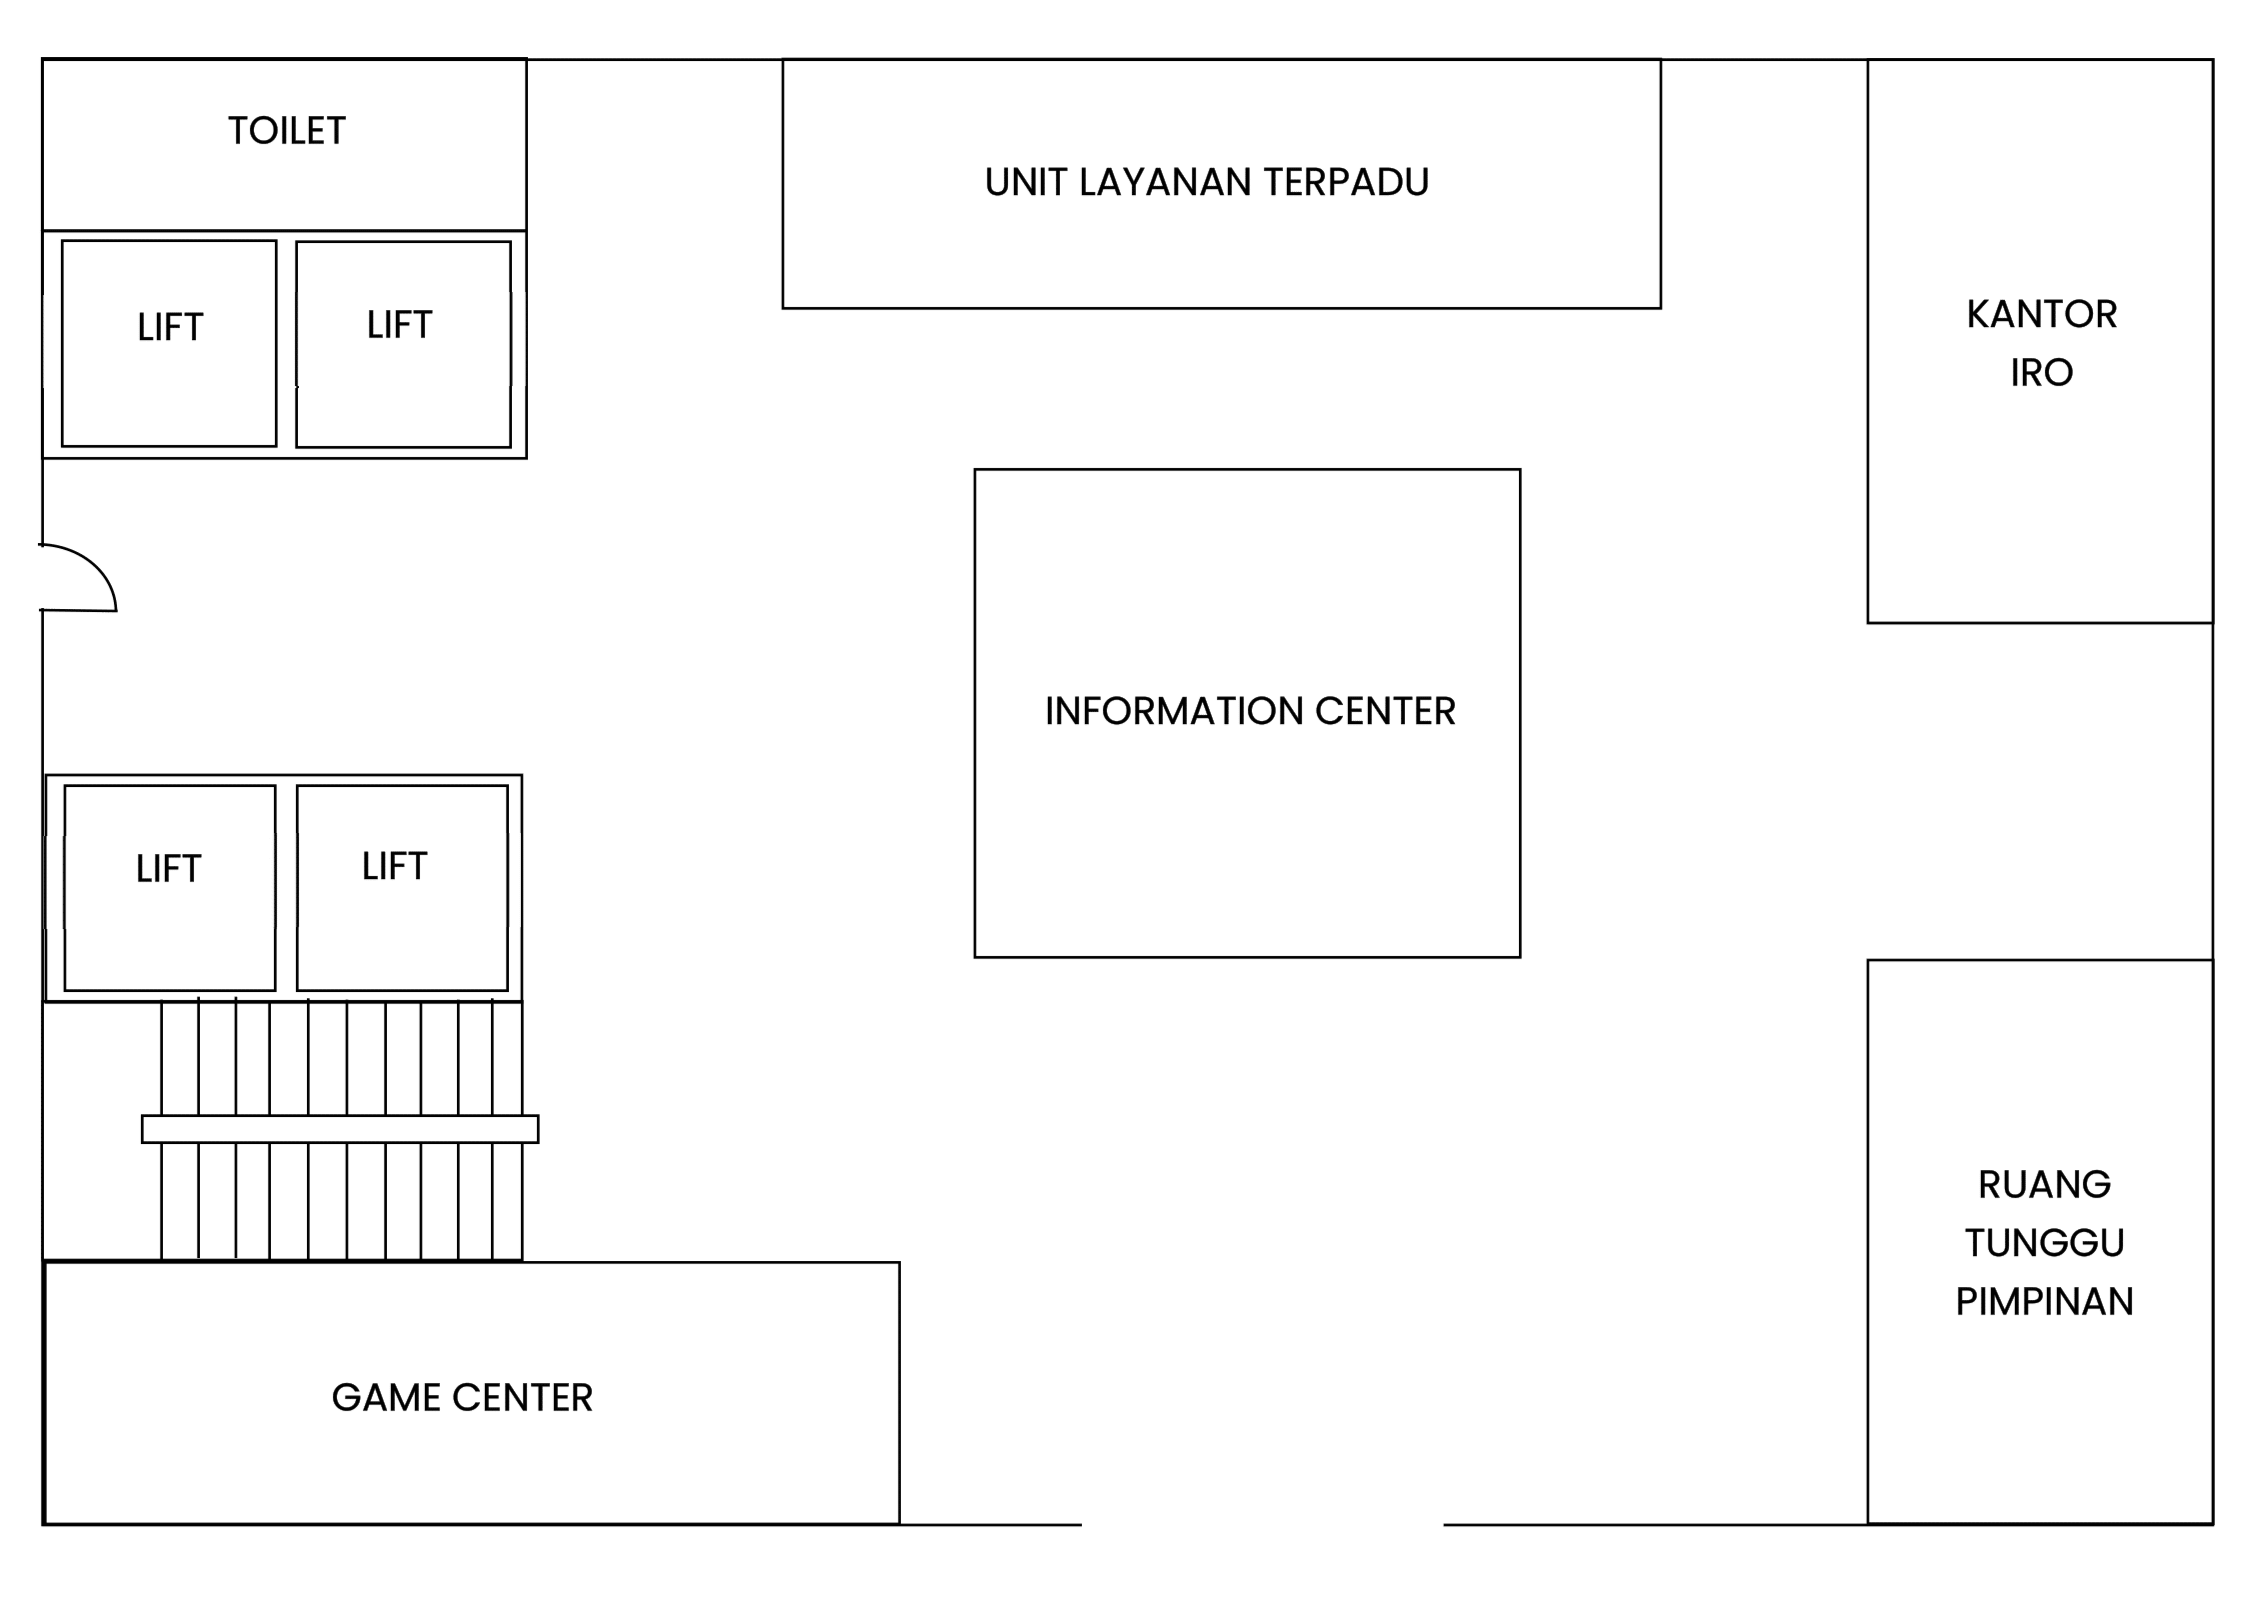 TOILET
UNIT LAYANAN TERPADU
LIFT
LIFT
KANTOR
IRO
INFORMATION CENTER
LIFT
LIFT
RUANG
TUNGGU
PIMPINAN
GAME CENTER